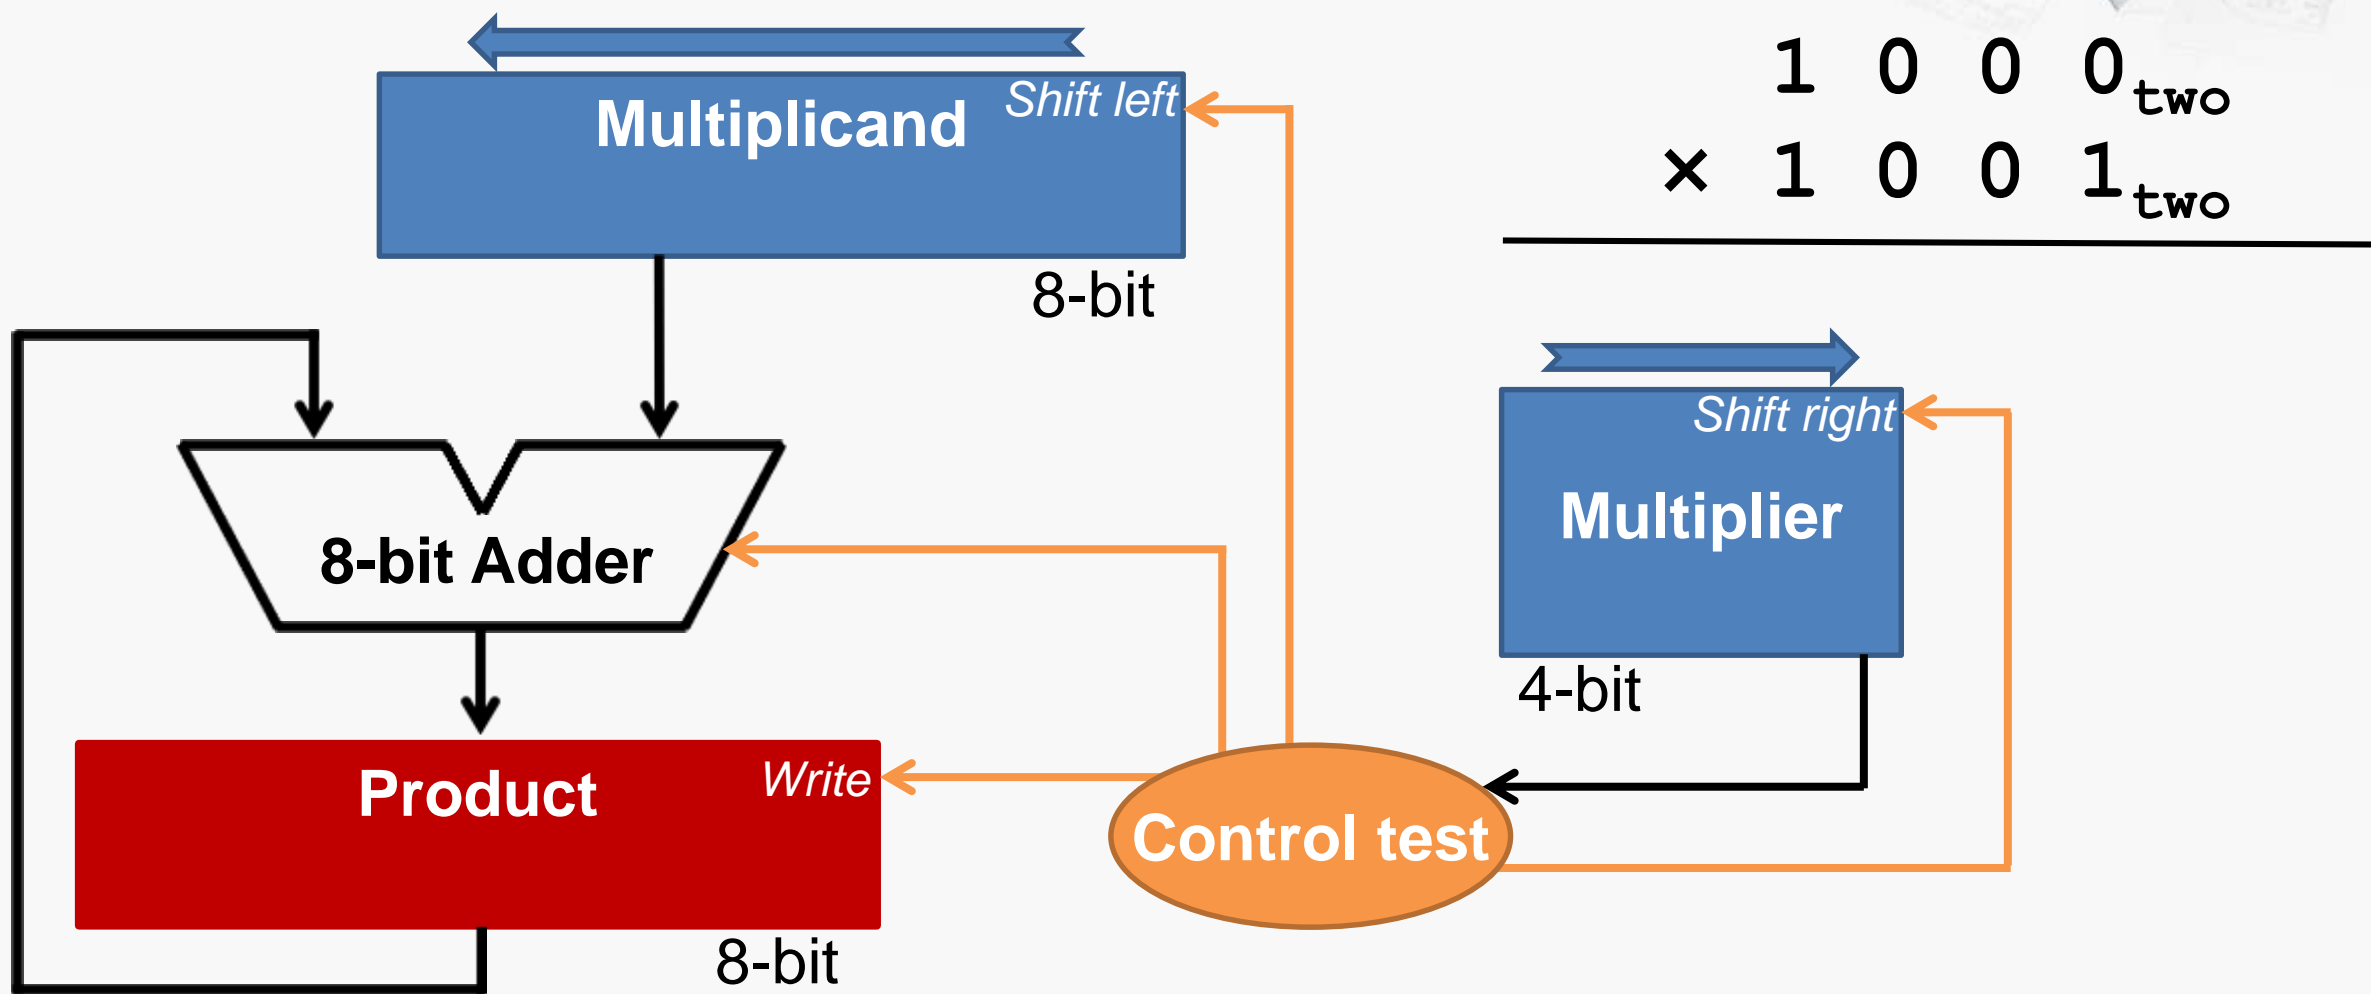 1 0 0 0two
× 1 0 0 1two
Multiplicand
Shift left
8-bit
Shift right
Multiplier
4-bit
8-bit Adder
Product
Write
8-bit
Control test